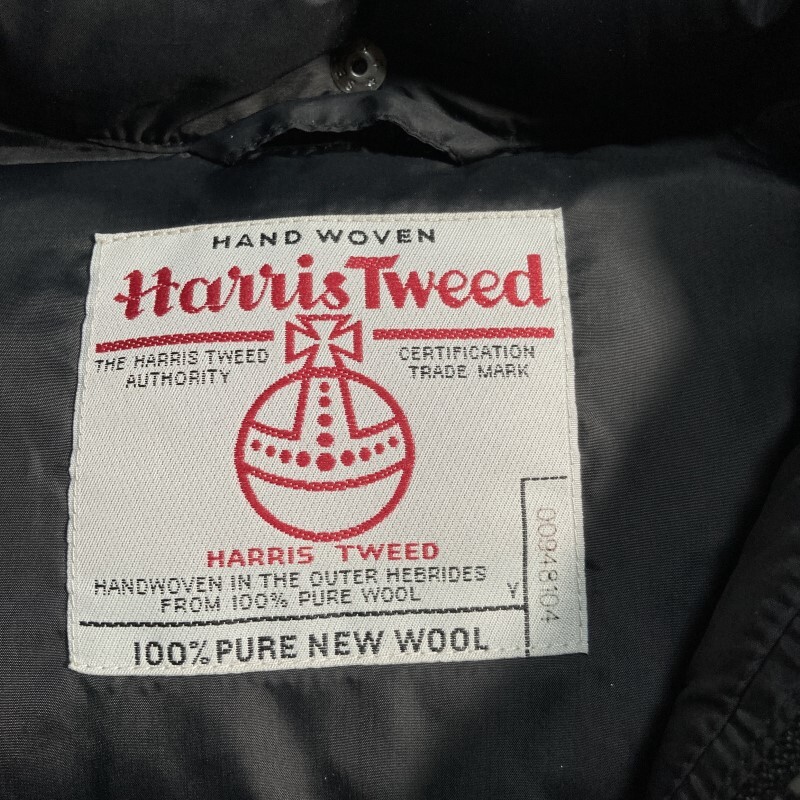 HAND WOVEN
Harris Tweed
THE HARRIS TWEED
AUTHORITY
CERTIFICATION
TRADE MARK
HARRIS TWEED
HANDWOVEN IN THE OUTER HEBRIDES
FROM 100% PURE WOOL
Y
00948104
100% PURE NEW WOOL